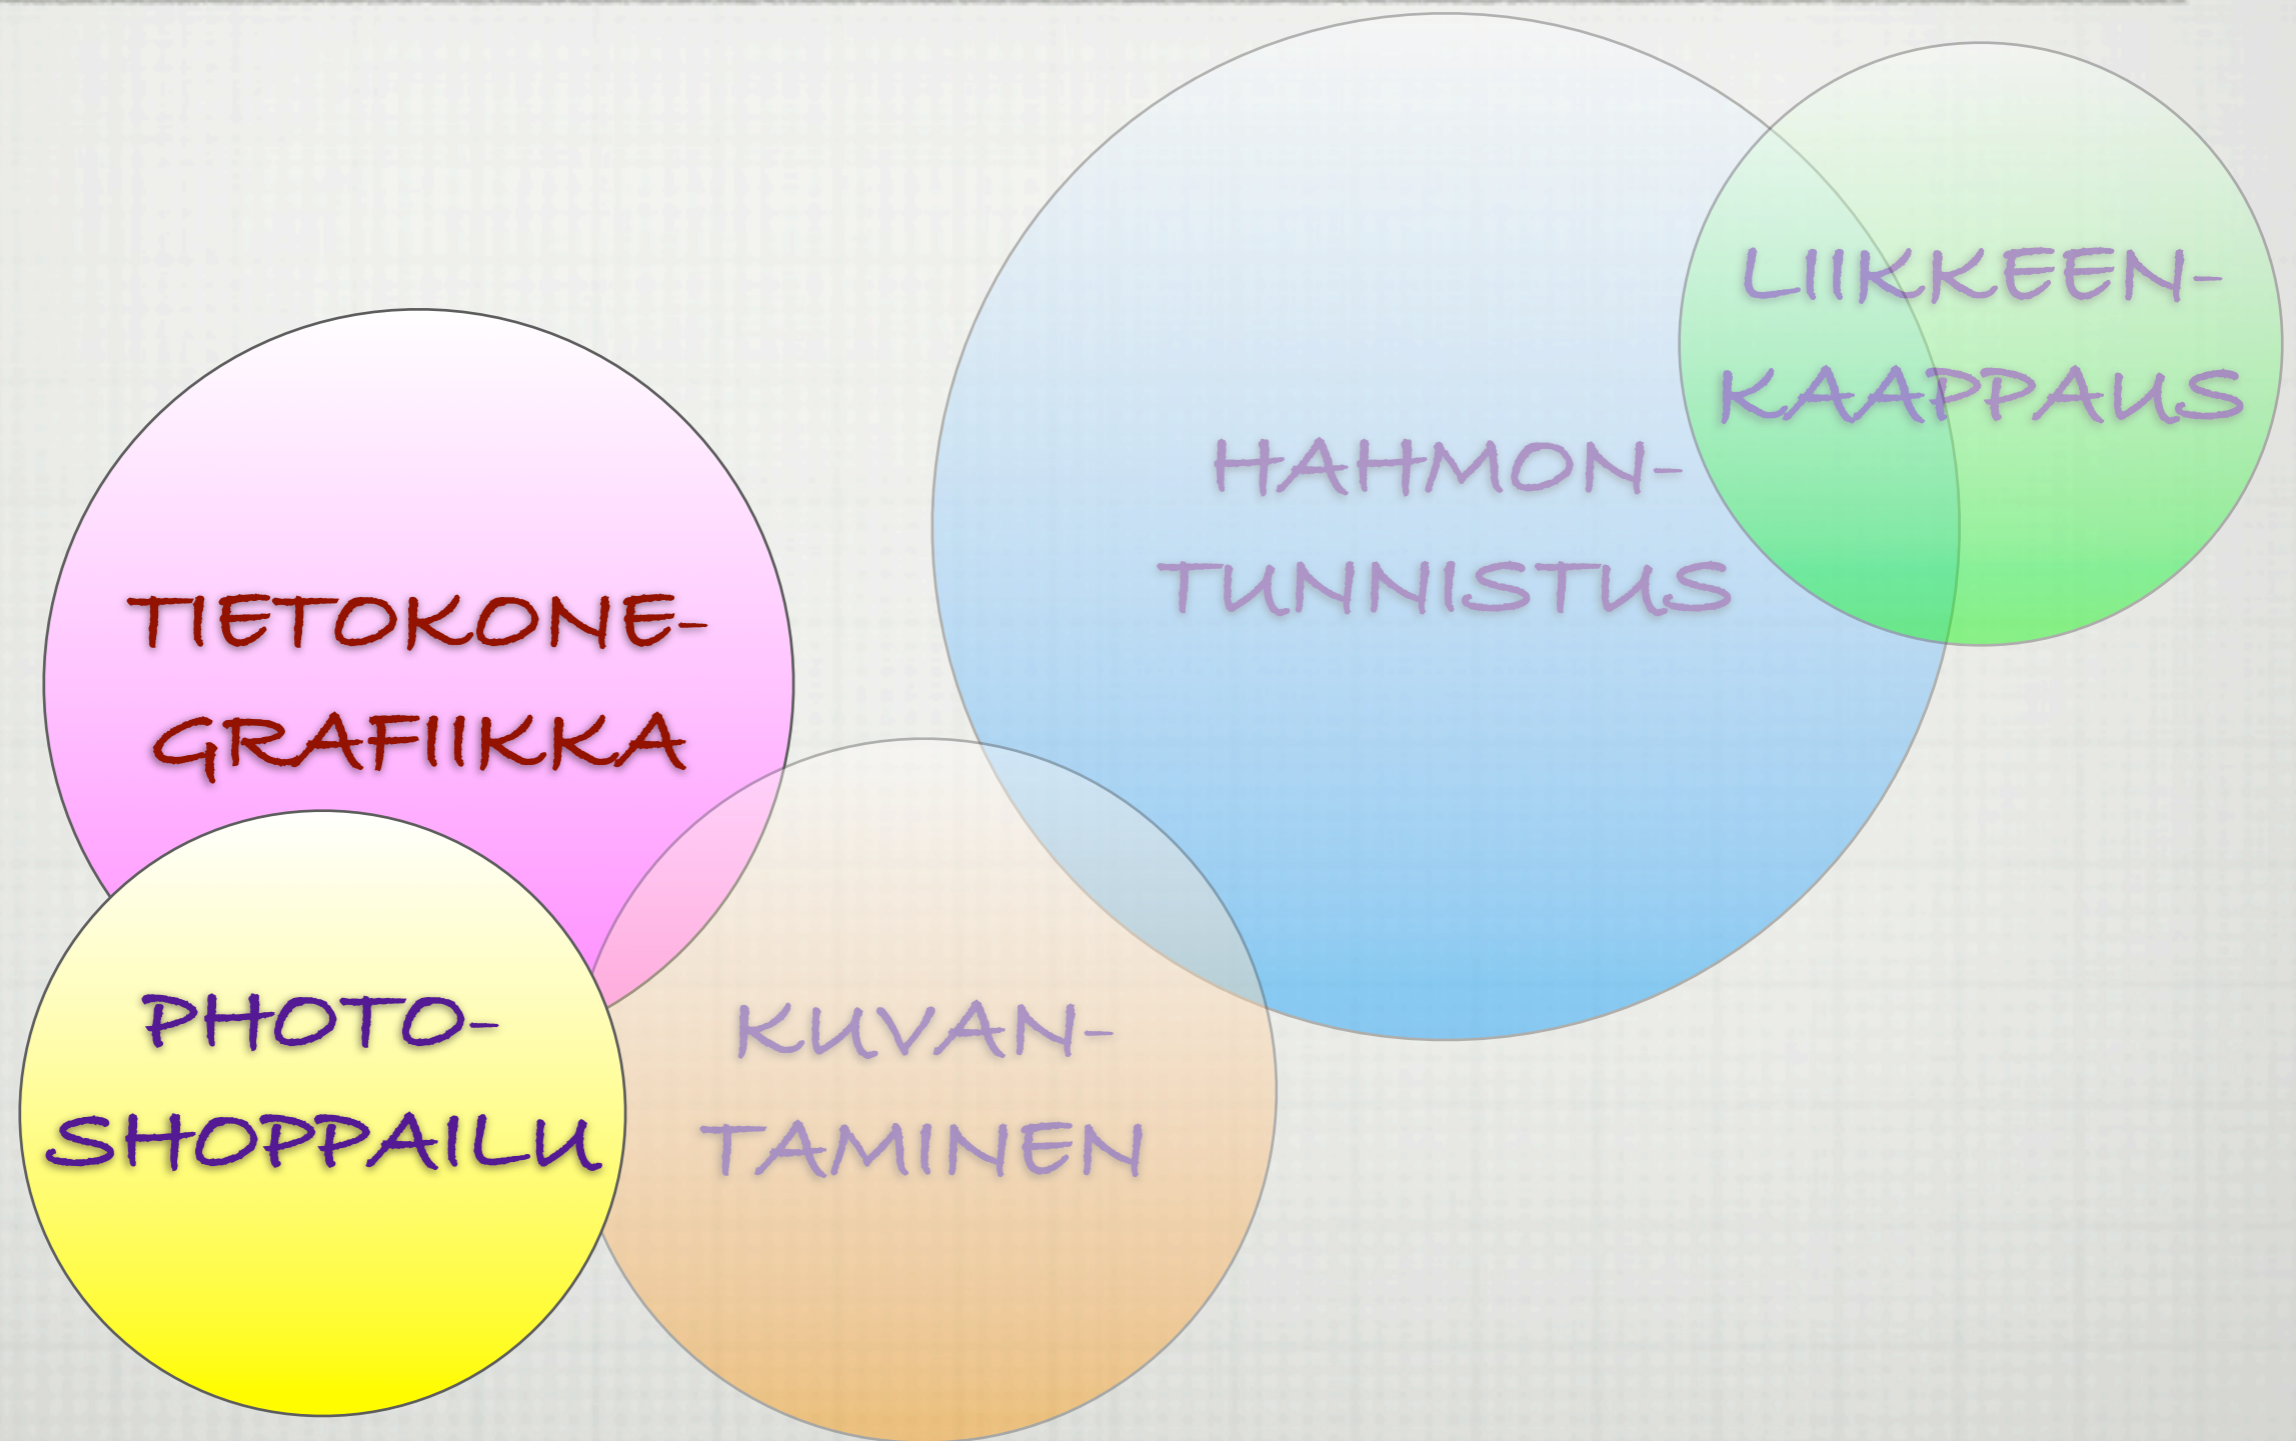 LIIKKEEN-
KAAPPAUS
HAHMON-
TUNNISTUS
TIETOKONE-
GRAFIIKKA
PHOTO-
SHOPPAILU
KUVAN-
TAMINEN